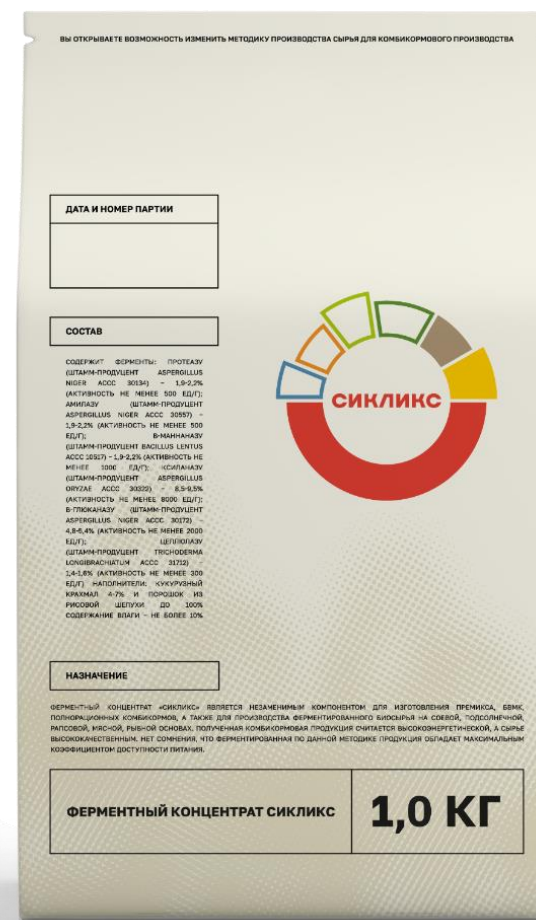 ВЫ ОТКРЫВАЕТЕ ВОЗМОЖНОСТЬ ИЗМЕНИТЬ МЕТОДИКУ ПРОИЗВОДСТВА СЫРЬЯ ДЛЯ КОМБИКОРМОВОГО ПРОИЗВОДСТВА
ДАТА И НОМЕР ПАРТИИ
СОСТАВ
СОДЕРЖИТ ФЕРМЕНТЫ: ПРОТЕАЗУ
(ШТАММ-ПРОДУЦЕНТ ASPERGILLUS
NIGER ACCC 30134) – 1,9-2,2%
(АКТИВНОСТЬ НЕ МЕНЕЕ 500 ЕД/Г);
АМИЛАЗУ (ШТАММ-ПРОДУЦЕНТ
ASPERGILLUS NIGER ACCC 30557) –
1,9-2,2% (АКТИВНОСТЬ НЕ МЕНЕЕ 500
ЕД/Г); В-МАННАНАЗУ
(ШТАММ-ПРОДУЦЕНТ BACILLUS LENTUS
ACCC 10517) – 1,9-2,2% (АКТИВНОСТЬ НЕ
МЕНЕЕ 1000 ЕД/Г); КСИЛАНАЗУ
(ШТАММ-ПРОДУЦЕНТ ASPERGILLUS
ORYZAE ACCC 30322) – 8,5-9,5%
(АКТИВНОСТЬ НЕ МЕНЕЕ 8000 ЕД/Г);
В-ГЛЮКАНАЗУ (ШТАММ-ПРОДУЦЕНТ
ASPERGILLUS NIGER ACCC 30172) –
4,8-5,4% (АКТИВНОСТЬ НЕ МЕНЕЕ 2000
ЕД/Г); ЦЕЛЛЮЛАЗУ
(ШТАММ-ПРОДУЦЕНТ TRICHODERMA
LONGIBRACHIATUM ACCC 31712) –
1,4-1,6% (АКТИВНОСТЬ НЕ МЕНЕЕ 300
ЕД/Г) НАПОЛНИТЕЛИ: КУКУРУЗНЫЙ
КРАХМАЛ 4-7% И ПОРОШОК ИЗ
РИСОВОЙ ШЕЛУХИ ДО 100%
СОДЕРЖАНИЕ ВЛАГИ – НЕ БОЛЕЕ 10%
СИКЛИКС
НАЗНАЧЕНИЕ
ФЕРМЕНТНЫЙ КОНЦЕНТРАТ «СИКЛИКС» ЯВЛЯЕТСЯ НЕЗАМЕНИМЫМ КОМПОНЕНТОМ ДЛЯ ИЗГОТОВЛЕНИЯ ПРЕМИКСА, БВМК,
ПОЛНОРАЦИОННЫХ КОМБИКОРМОВ, А ТАКЖЕ ДЛЯ ПРОИЗВОДСТВА ФЕРМЕНТИРОВАННОГО БИОСЫРЬЯ НА СОЕВОЙ, ПОДСОЛНЕЧНОЙ,
РАПСОВОЙ, МЯСНОЙ, РЫБНОЙ ОСНОВАХ. ПОЛУЧЕННАЯ КОМБИКОРМОВАЯ ПРОДУКЦИЯ СЧИТАЕТСЯ ВЫСОКОЭНЕРГЕТИЧЕСКОЙ, А СЫРЬЕ
ВЫСОКОКАЧЕСТВЕННЫМ. НЕТ СОМНЕНИЯ, ЧТО ФЕРМЕНТИРОВАННАЯ ПО ДАННОЙ МЕТОДИКЕ ПРОДУКЦИЯ ОБЛАДАЕТ МАКСИМАЛЬНЫМ
КОЭФФИЦИЕНТОМ ДОСТУПНОСТИ ПИТАНИЯ.
ФЕРМЕНТНЫЙ КОНЦЕНТРАТ СИКЛИКС
1,0 КГ